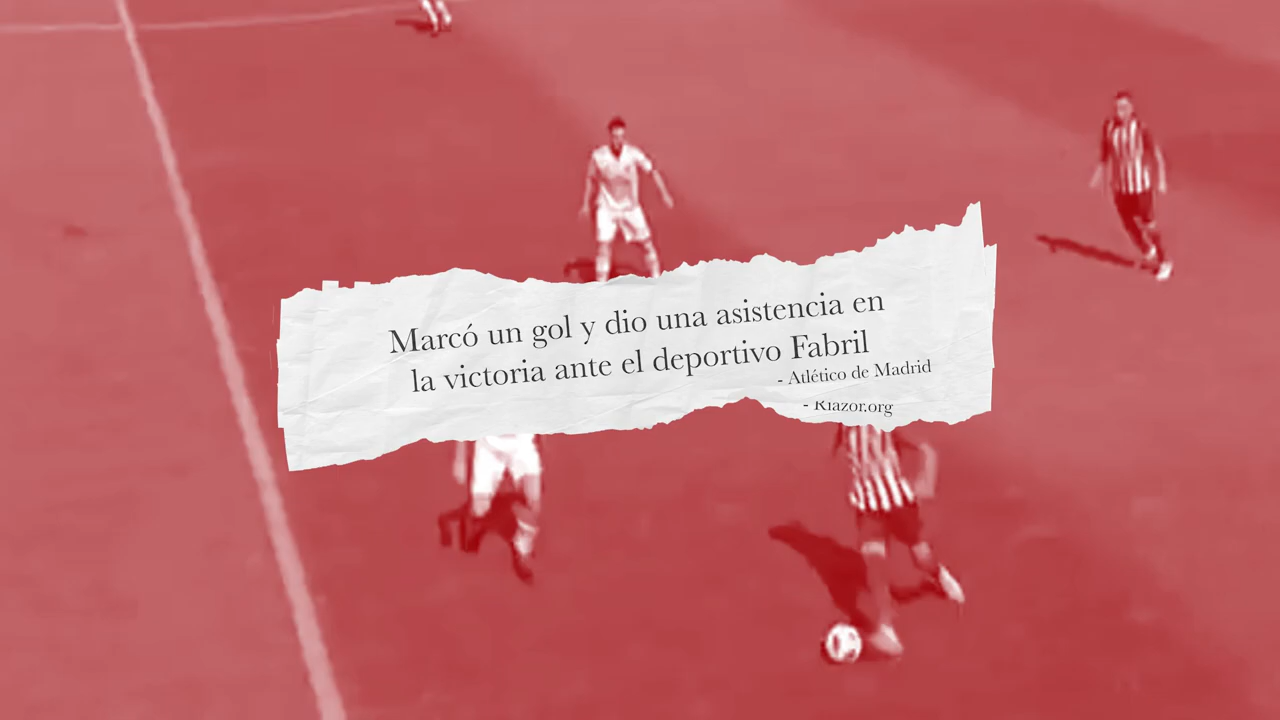 Marcó un gol y dio una asistencia en
la victoria ante el deportivo Fabril
- Atlético de Madrid
- Riazor.org